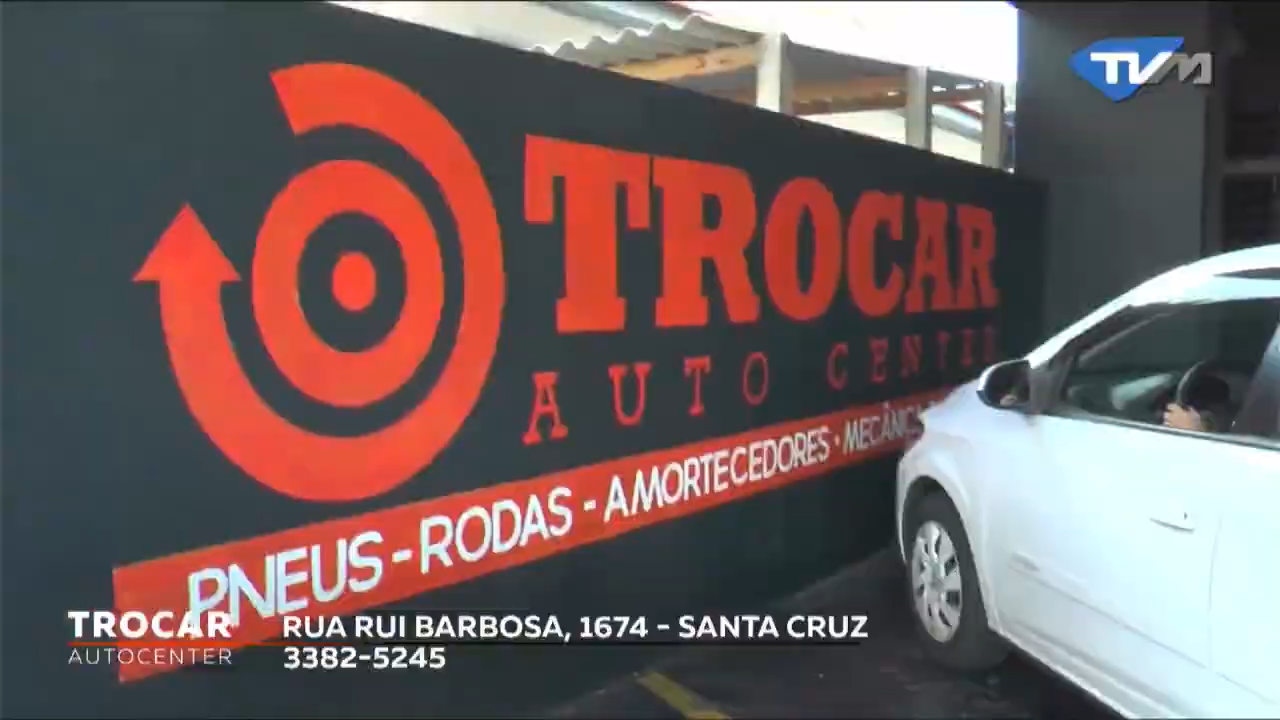 TVM
TROCAR
AUTO CENTER
PNEUS - RODAS - AMORTECEDORES • MECÂNICA
TROCAR
AUTOCENTER
RUA RUI BARBOSA, 1674 - SANTA CRUZ
3382-5245